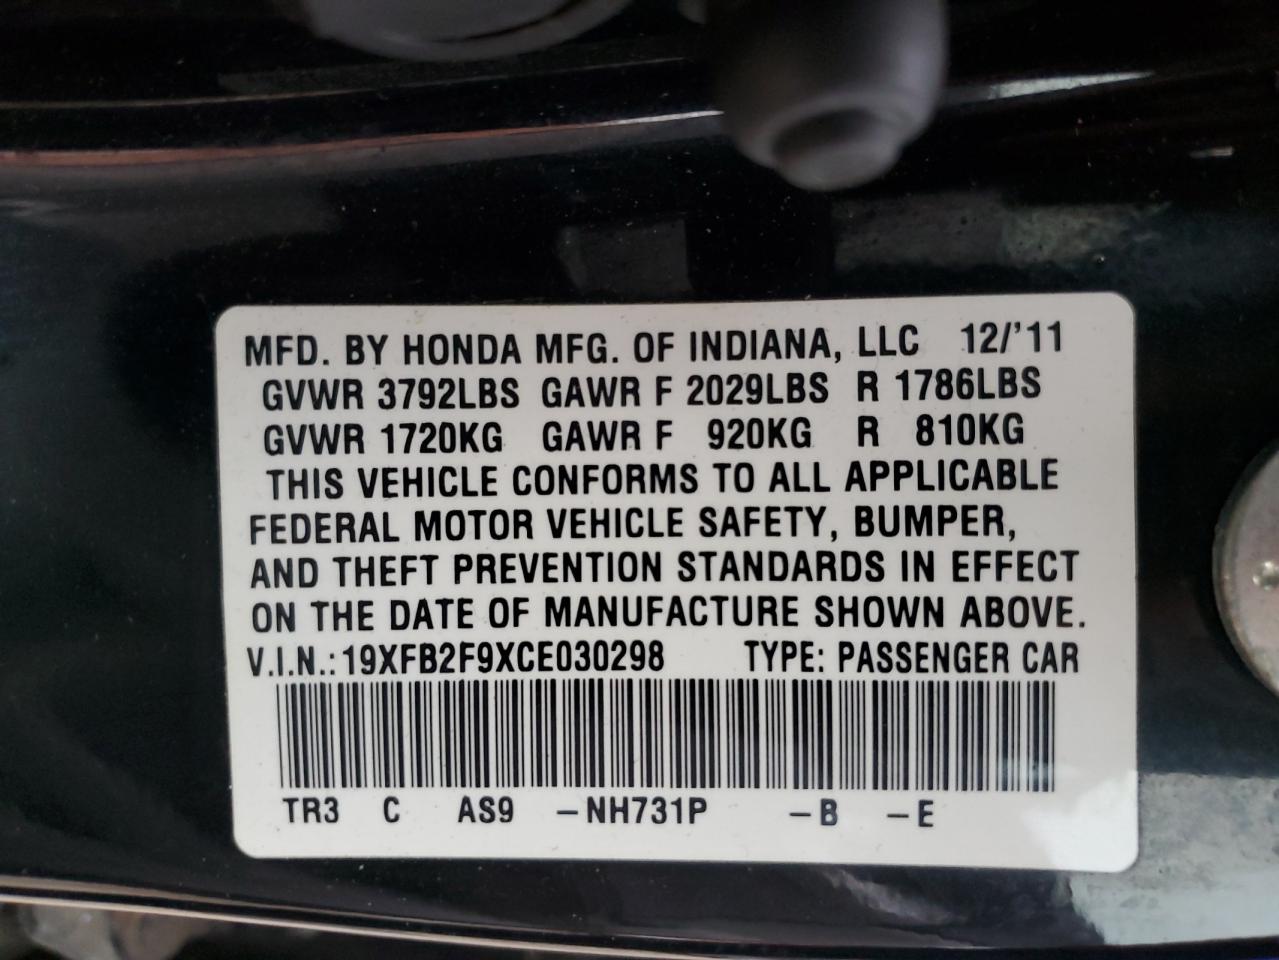 MFD. BY HONDA MFG. OF INDIANA, LLC 12/'11
GVWR 3792LBS GAWR F 2029LBS R 1786LBS
GVWR 1720KG GAWR F 920KG R 810KG
THIS VEHICLE CONFORMS TO ALL APPLICABLE
FEDERAL MOTOR VEHICLE SAFETY, BUMPER,
AND THEFT PREVENTION STANDARDS IN EFFECT
ON THE DATE OF MANUFACTURE SHOWN ABOVE.
V.I.N.:19XFB2F9XCE030298 TYPE: PASSENGER CAR
TR3 C AS9 -NH731P -B -E